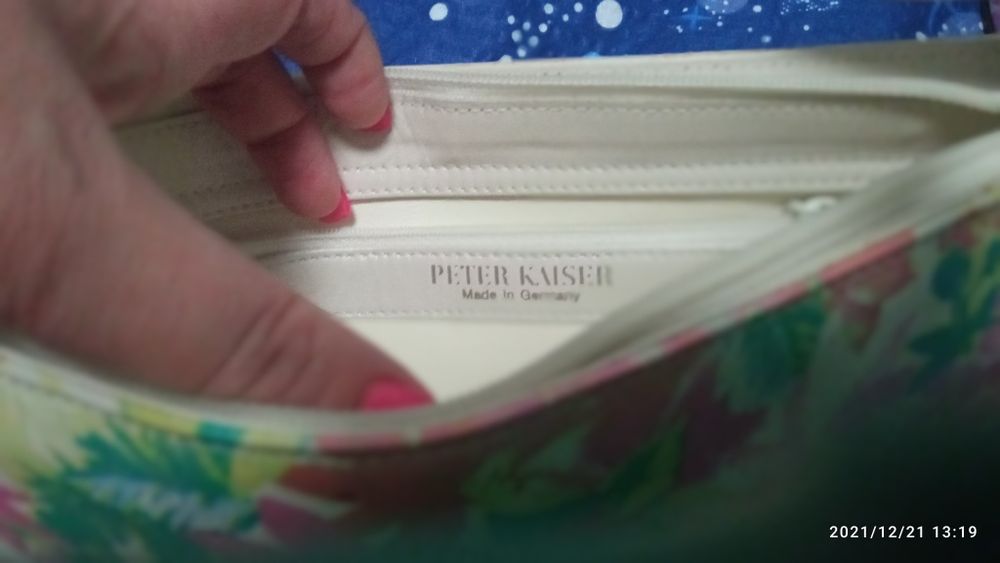 PETER KAISER
Made in Germany
2021/12/21 13:19